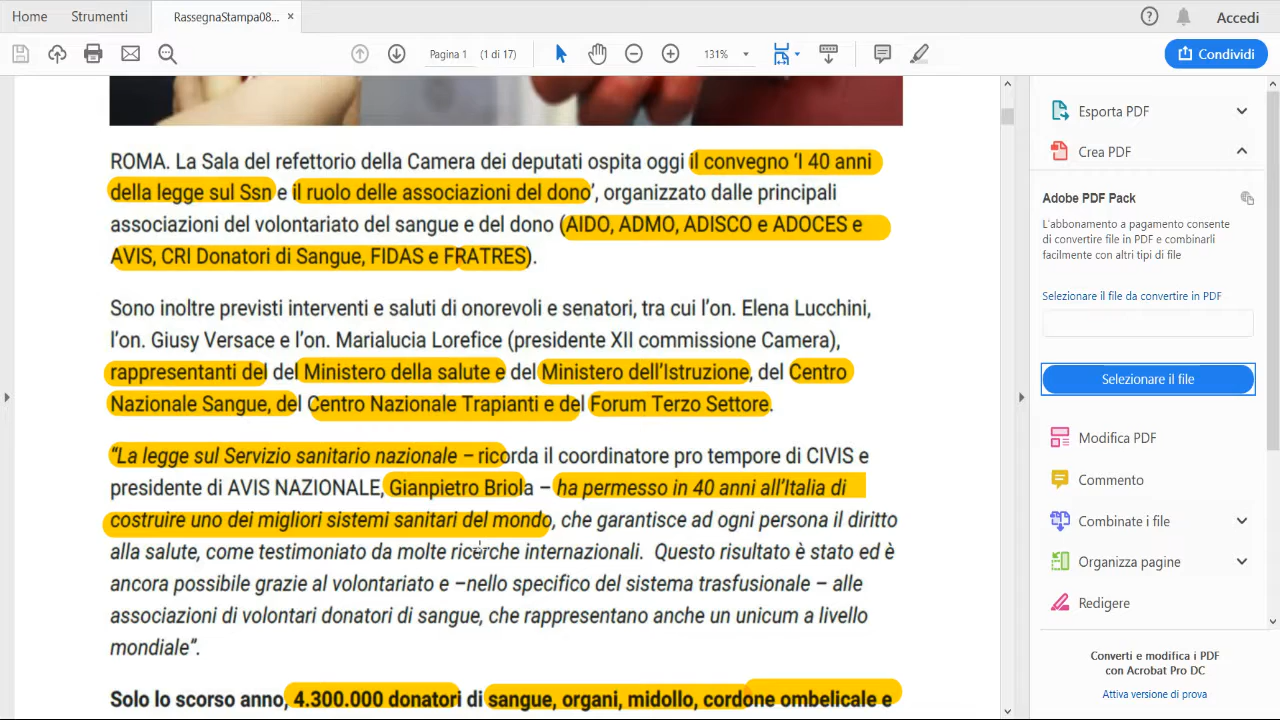 Home Strumenti RassegnaStampa08... × Accedi
Pagina 1 (1 di 17) 131% Condividi
ROMA. La Sala del refettorio della Camera dei deputati ospita oggi il convegno ‘I 40 anni
della legge sul Ssn e il ruolo delle associazioni del dono’, organizzato dalle principali
associazioni del volontariato del sangue e del dono (AIDO, ADMO, ADISCO e ADOCES e
AVIS, CRI Donatori di Sangue, FIDAS e FRATRES).
Sono inoltre previsti interventi e saluti di onorevoli e senatori, tra cui l’on. Elena Lucchini,
l’on. Giusy Versace e l’on. Marialucia Lorefice (presidente XII commissione Camera),
rappresentanti del del Ministero della salute e del Ministero dell’Istruzione, del Centro
Nazionale Sangue, del Centro Nazionale Trapianti e del Forum Terzo Settore.
“La legge sul Servizio sanitario nazionale – ricorda il coordinatore pro tempore di CIVIS e
presidente di AVIS NAZIONALE, Gianpietro Briola – ha permesso in 40 anni all’Italia di
costruire uno dei migliori sistemi sanitari del mondo, che garantisce ad ogni persona il diritto
alla salute, come testimoniato da molte ricerche internazionali. Questo risultato è stato ed è
ancora possibile grazie al volontariato e –nello specifico del sistema trasfusionale – alle
associazioni di volontari donatori di sangue, che rappresentano anche un unicum a livello
mondiale”.
Solo lo scorso anno, 4.300.000 donatori di sangue, organi, midollo, cordone ombelicale e
Esporta PDF
Crea PDF
Adobe PDF Pack
L'abbonamento a pagamento consente
di convertire file in PDF e combinarli
facilmente con altri tipi di file
Selezionare il file da convertire in PDF
Selezionare il file
Modifica PDF
Commento
Combinate i file
Organizza pagine
Redigere
Converti e modifica i PDF
con Acrobat Pro DC
Attiva versione di prova